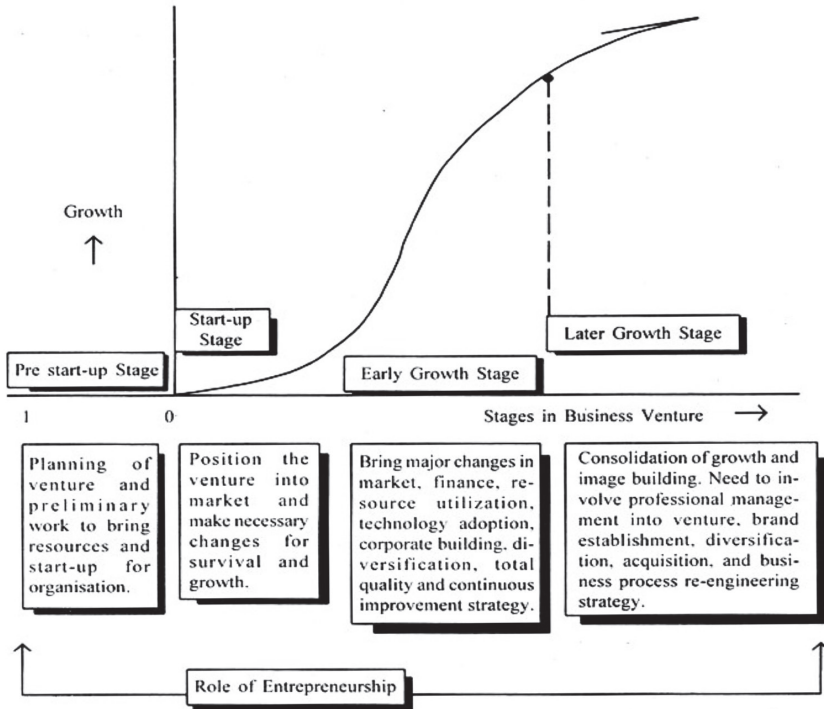 Growth
Start-up
Stage
Later Growth Stage
Pre start-up Stage
Early Growth Stage
1
0
Stages in Business Venture
Planning of
venture and
preliminary
work to bring
resources and
start-up for
organisation.
Position the
venture into
market and
make necessary
changes for
survival and
growth.
Bring major changes in
market, finance, re-
source utilization,
technology adoption,
corporate building, di-
versification, total
quality and continuous
improvement strategy.
Consolidation of growth and
image building. Need to in-
volve professional manage-
ment into venture, brand
establishment, diversifica-
tion, acquisition, and busi-
ness process re-engineering
strategy.
Role of Entrepreneurship